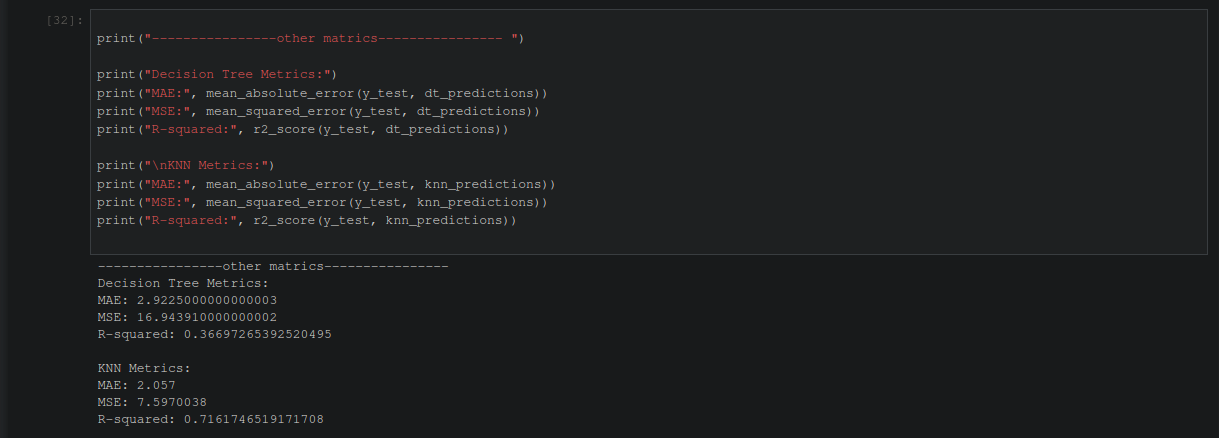 [32]:
print("----------------other matrics---------------- ")
print("Decision Tree Metrics:")
print("MAE:", mean_absolute_error(y_test, dt_predictions))
print("MSE:", mean_squared_error(y_test, dt_predictions))
print("R-squared:", r2_score(y_test, dt_predictions))
print("\nKNN Metrics:")
print("MAE:", mean_absolute_error(y_test, knn_predictions))
print("MSE:", mean_squared_error(y_test, knn_predictions))
print("R-squared:", r2_score(y_test, knn_predictions))
----------------other matrics----------------
Decision Tree Metrics:
MAE: 2.9225000000000003
MSE: 16.943910000000002
R-squared: 0.36697265392520495
KNN Metrics:
MAE: 2.057
MSE: 7.5970038
R-squared: 0.7161746519171708